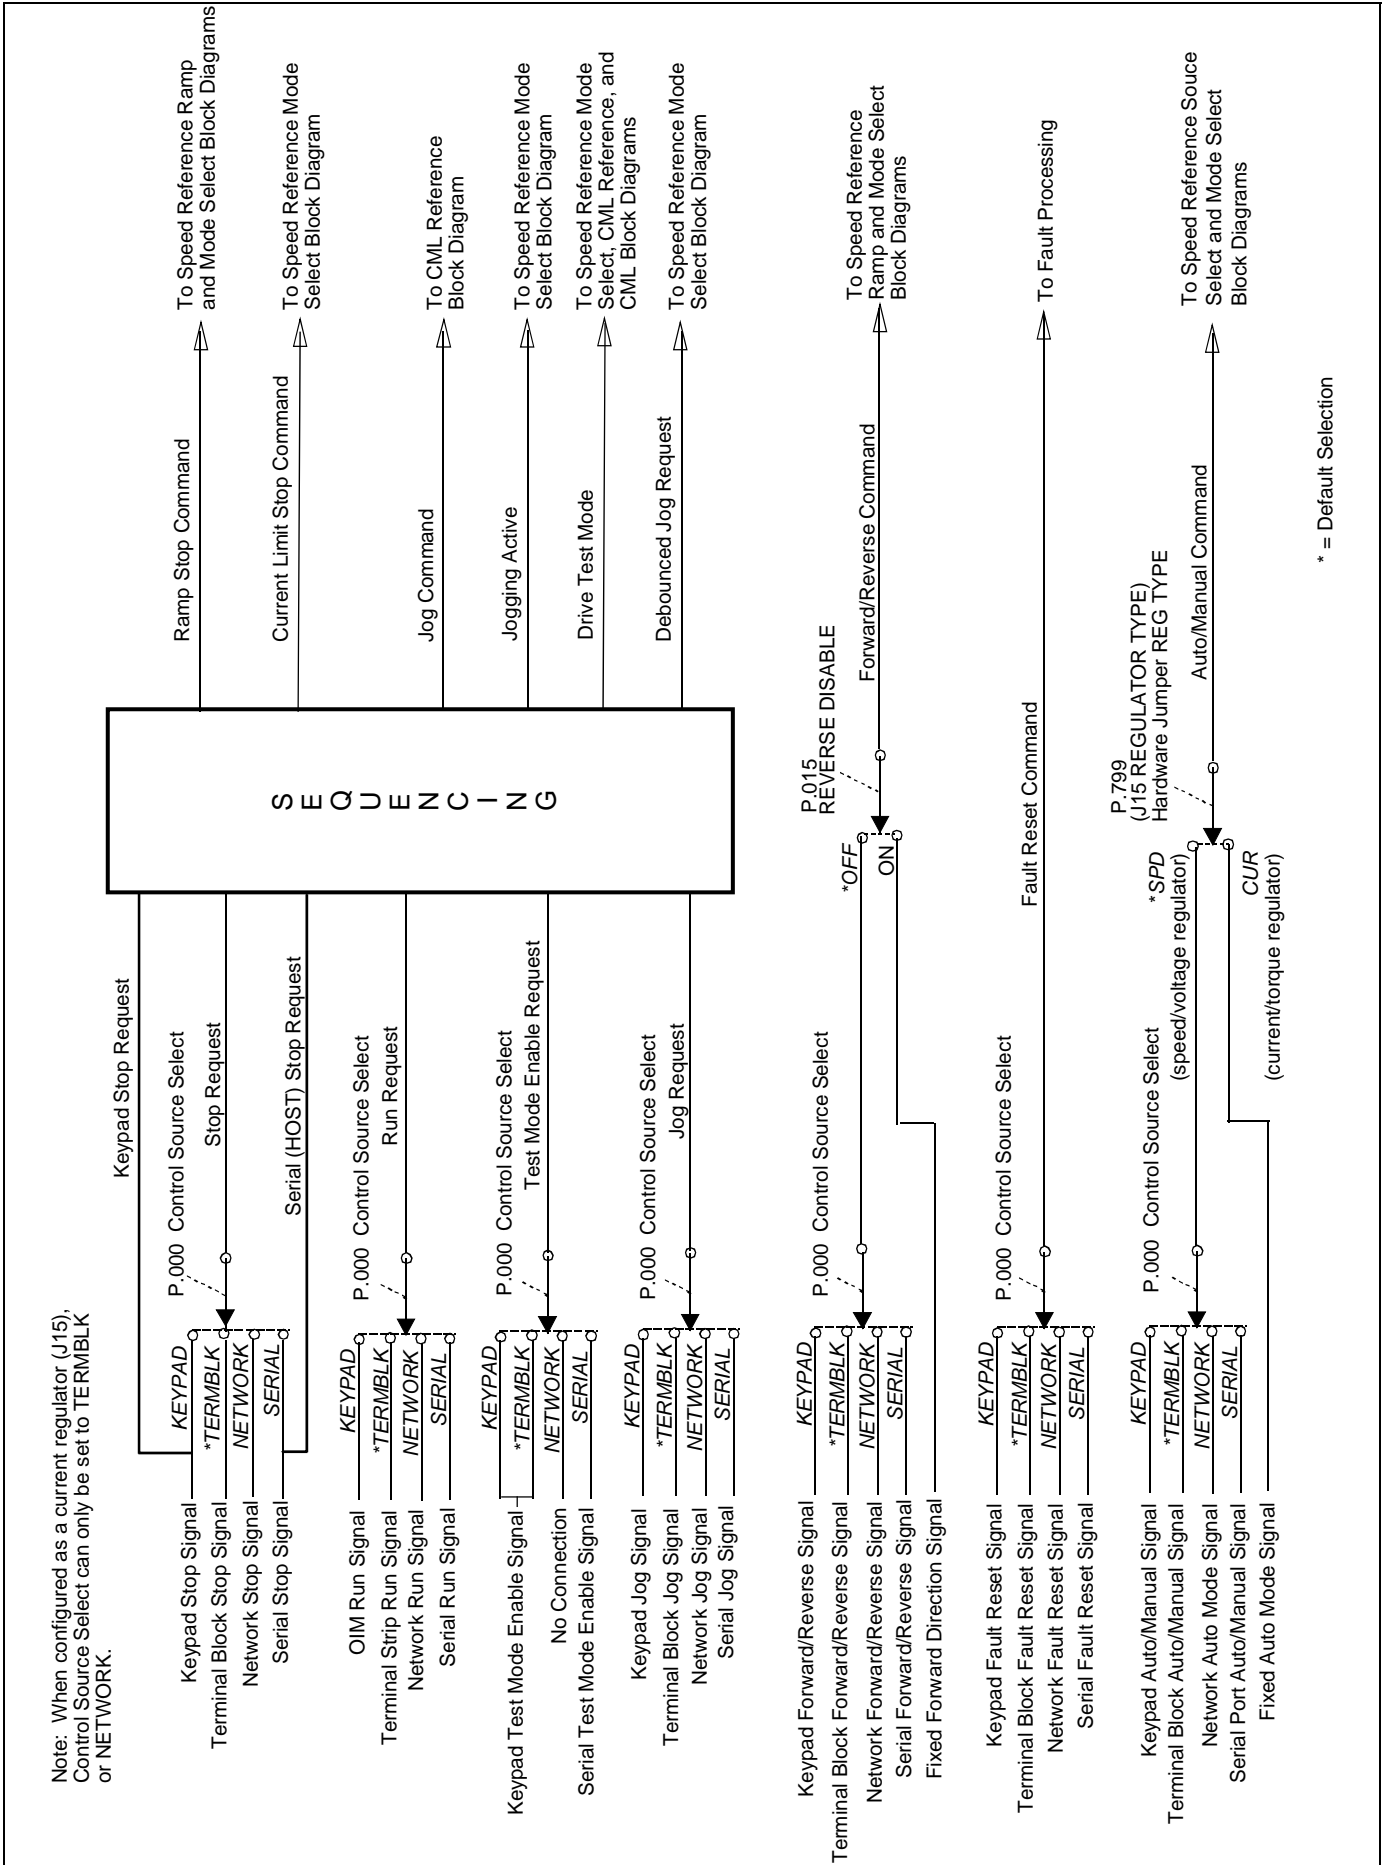 Note:  When configured as a current regulator (J15),
Control Source Select can only be set to TERMBLK
or NETWORK.
Keypad Stop Signal
Terminal Block Stop Signal
Network Stop Signal
Serial Stop Signal
KEYPAD
*TERMBLK
NETWORK
SERIAL
P.000  Control Source Select
Keypad Stop Request
Stop Request
Serial (HOST) Stop Request
OIM Run Signal
Terminal Strip Run Signal
Network Run Signal
Serial Run Signal
KEYPAD
*TERMBLK
NETWORK
SERIAL
P.000  Control Source Select
Run Request
Keypad Test Mode Enable Signal
No Connection
Serial Test Mode Enable Signal
KEYPAD
*TERMBLK
NETWORK
SERIAL
P.000  Control Source Select
Test Mode Enable Request
Keypad Jog Signal
Terminal Block Jog Signal
Network Jog Signal
Serial Jog Signal
KEYPAD
*TERMBLK
NETWORK
SERIAL
P.000  Control Source Select
Jog Request
S
E
Q
U
E
N
C
I
N
G
Ramp Stop Command
To Speed Reference Ramp
and Mode Select Block Diagrams
Current Limit Stop Command
To Speed Reference Mode
Select Block Diagram
Jog Command
To CML Reference
Block Diagram
Jogging Active
To Speed Reference Mode
Select Block Diagram
Drive Test Mode
To Speed Reference Mode
Select, CML Reference, and
CML Block Diagrams
Debounced Jog Request
To Speed Reference Mode
Select Block Diagram
Keypad Forward/Reverse Signal
Terminal Block Forward/Reverse Signal
Network Forward/Reverse Signal
Serial Forward/Reverse Signal
Fixed Forward Direction Signal
KEYPAD
*TERMBLK
NETWORK
SERIAL
P.000  Control Source Select
*OFF
ON
P.015
REVERSE DISABLE
Forward/Reverse Command
To Speed Reference
Ramp and Mode Select
Block Diagrams
Keypad Fault Reset Signal
Terminal Block Fault Reset Signal
Network Fault Reset Signal
Serial Fault Reset Signal
KEYPAD
*TERMBLK
NETWORK
SERIAL
P.000  Control Source Select
Fault Reset Command
To Fault Processing
Keypad Auto/Manual Signal
Terminal Block Auto/Manual Signal
Network Auto Mode Signal
Serial Port Auto/Manual Signal
Fixed Auto Mode Signal
KEYPAD
*TERMBLK
NETWORK
SERIAL
P.000  Control Source Select
*SPD
(speed/voltage regulator)
CUR
(current/torque regulator)
P.799
(J15 REGULATOR TYPE)
Hardware Jumper REG TYPE
Auto/Manual Command
To Speed Reference Souce
Select and Mode Select
Block Diagrams
* = Default Selection